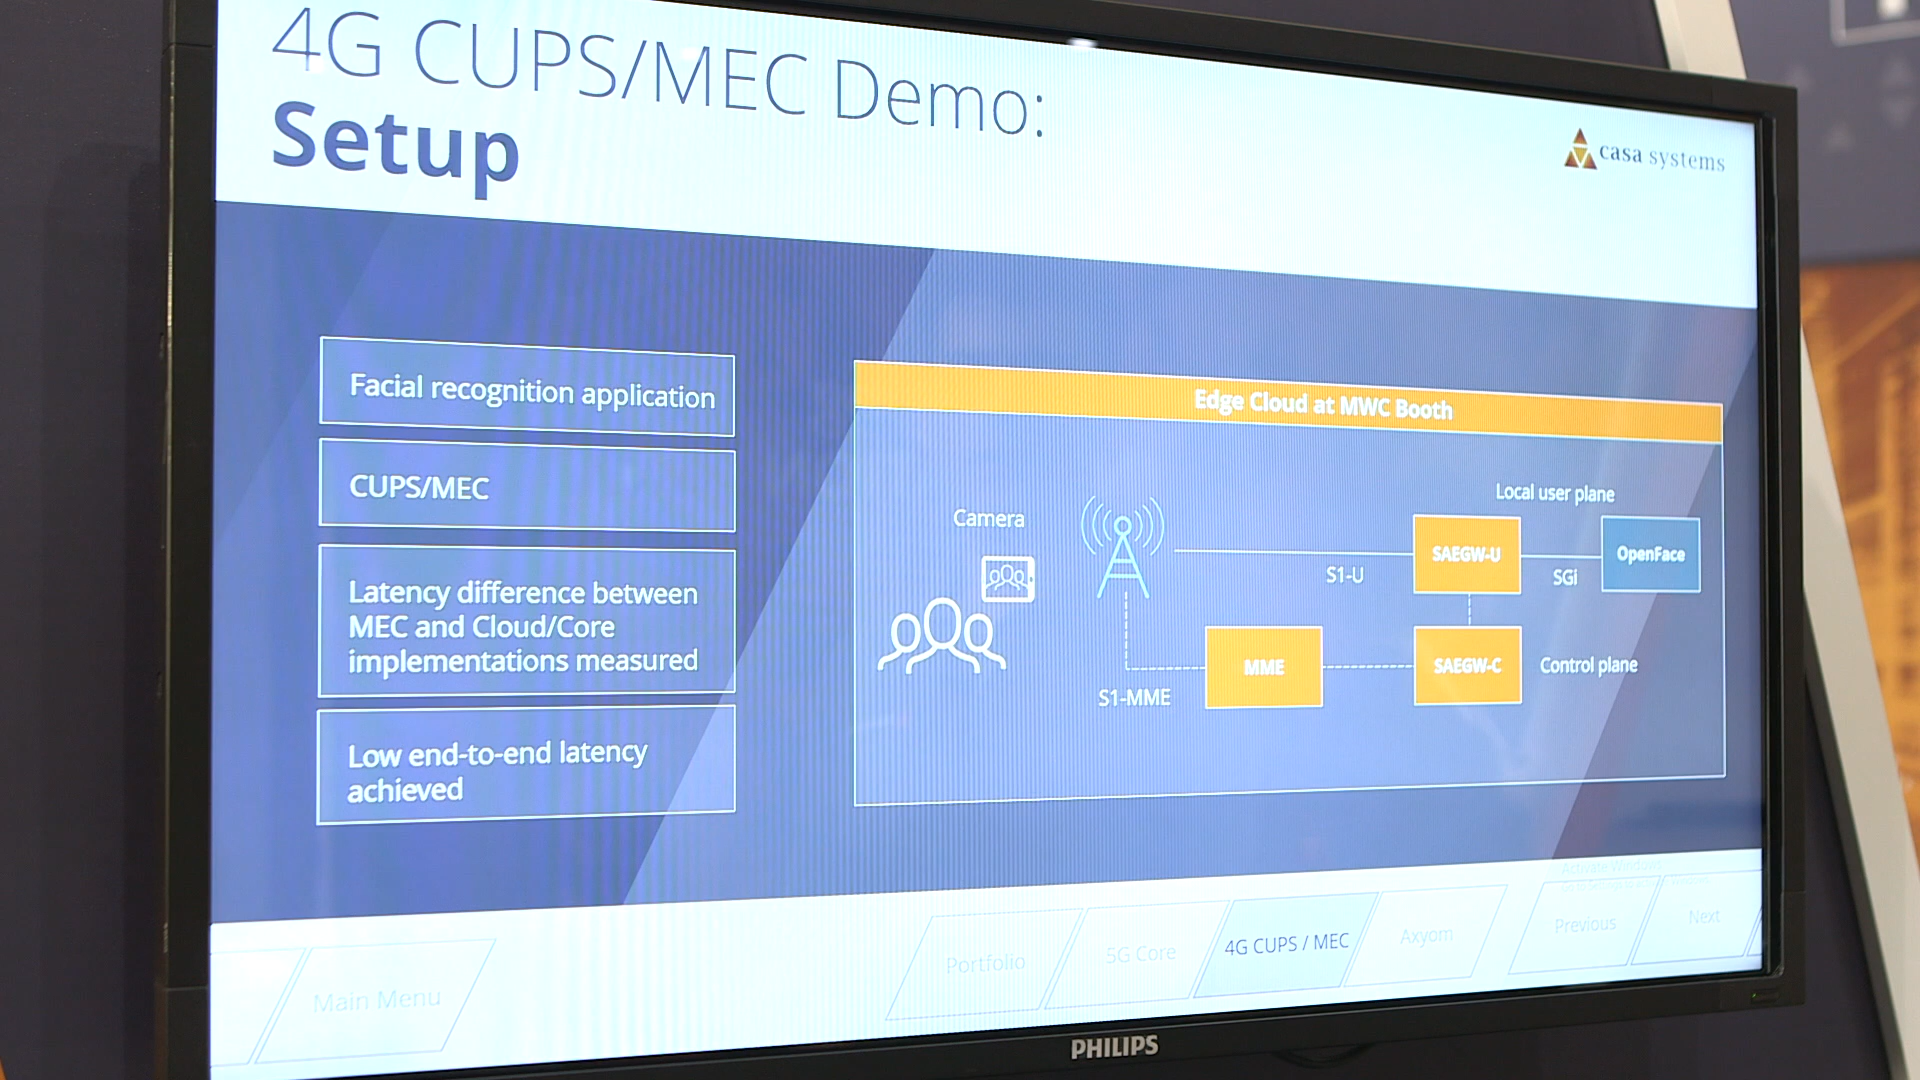 4G CUPS/MEC Demo:
Setup
casa systems
Facial recognition application
CUPS/MEC
Latency difference between
MEC and Cloud/Core
implementations measured
Low end-to-end latency
achieved
Edge Cloud at MWC Booth
Local user plane
Camera
SAEGW-U
OpenFace
S1-U
SGi
MME
SAEGW-C
Control plane
S1-MME
Activate Windows
Main Menu
Portfolio
5G Core
4G CUPS / MEC
Axyom
Previous
Next
PHILIPS